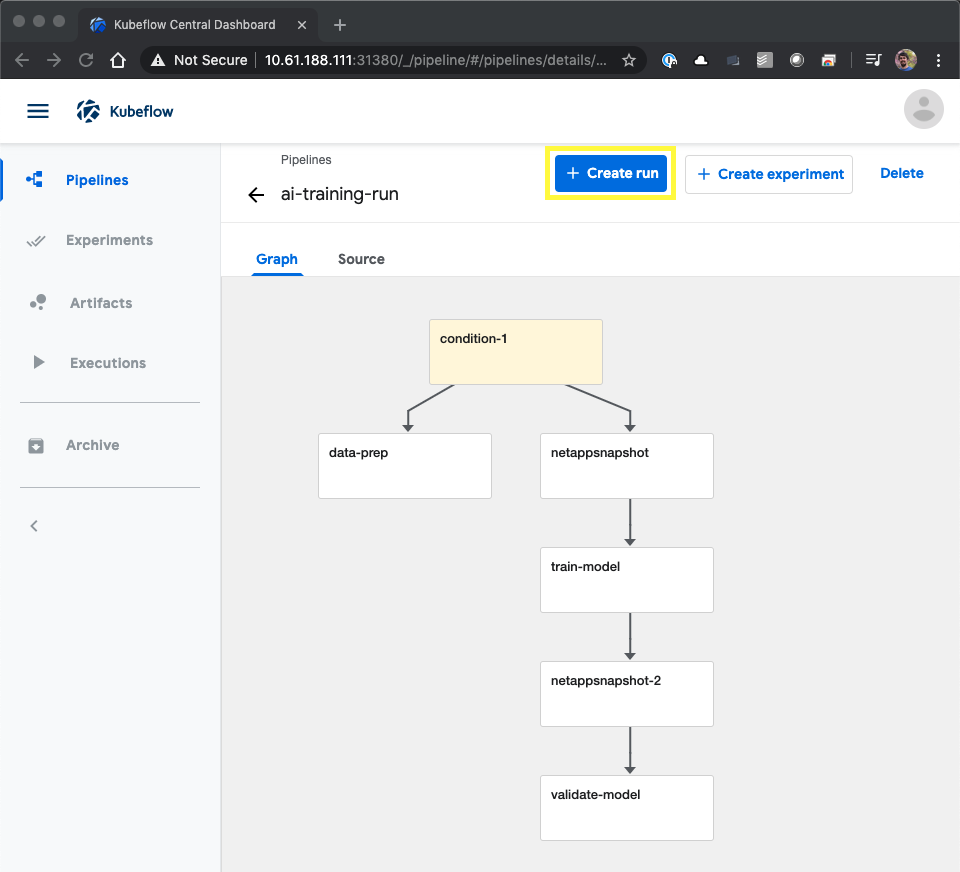 Kubeflow Central Dashboard
Not Secure
10.61.188.111:31380/_/pipeline/#/pipelines/details/...
Kubeflow
Pipelines
Experiments
Artifacts
Executions
Archive
Pipelines
ai-training-run
+ Create run
+ Create experiment
Delete
Graph
Source
condition-1
data-prep
netappsnapshot
train-model
netappsnapshot-2
validate-model